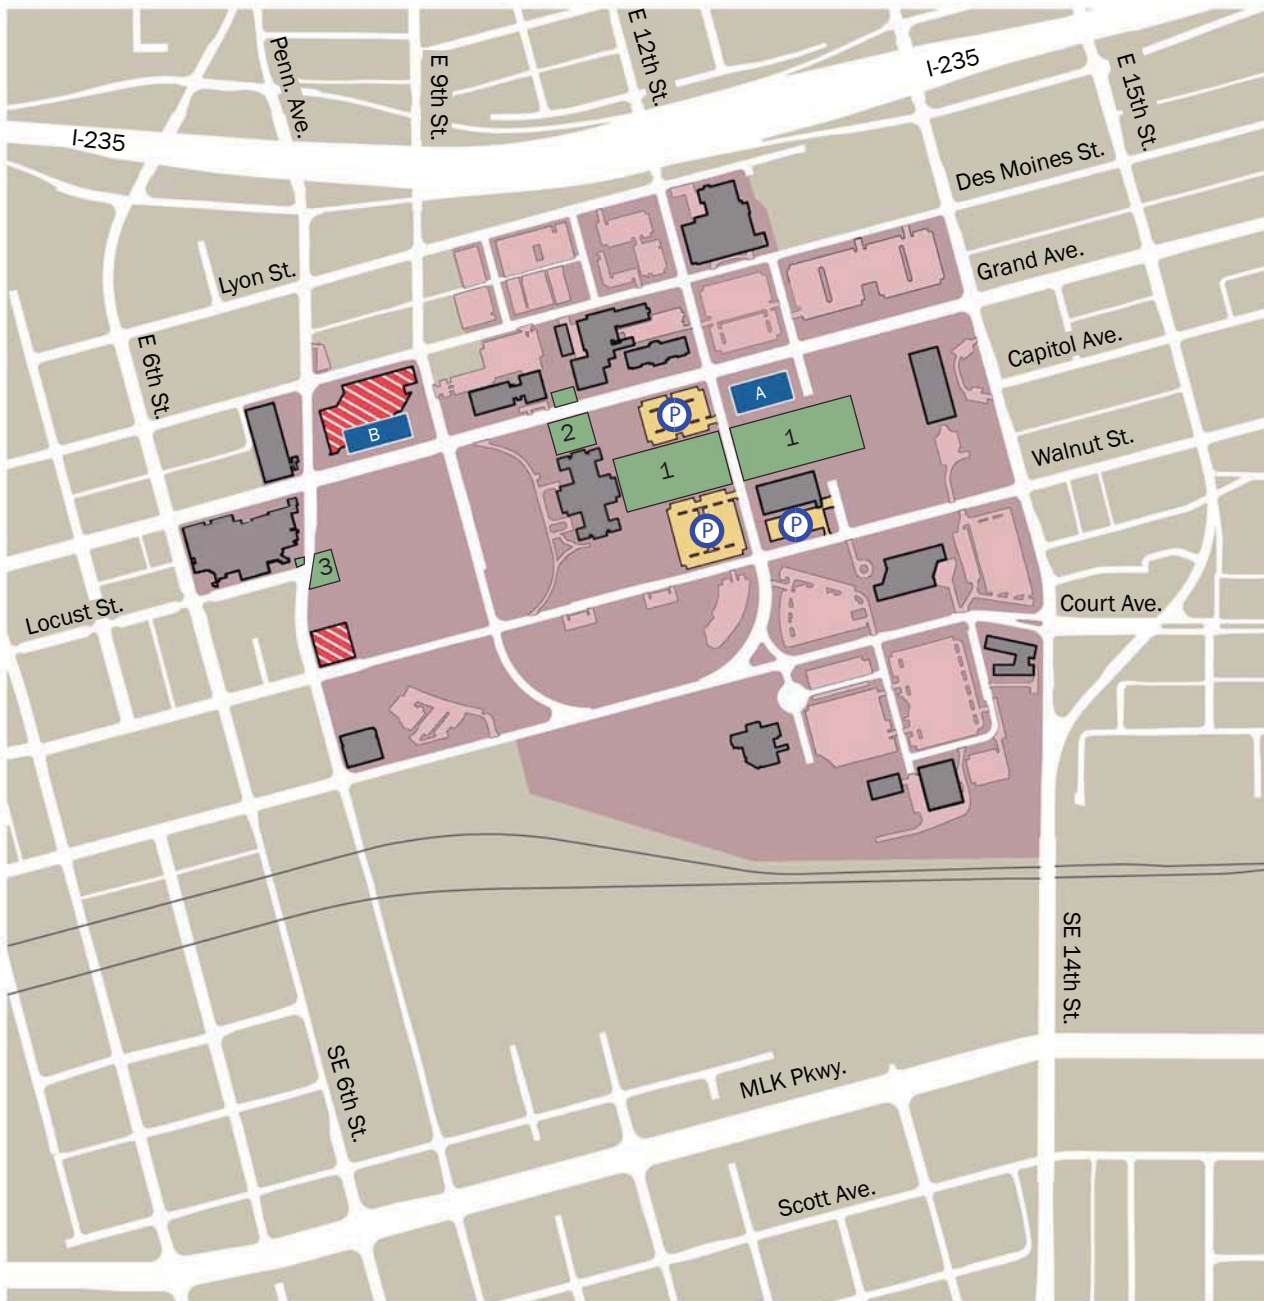 Penn. Ave.
E 9th St.
E 12th St.
I-235
E 15th St.
I-235
Des Moines St.
Lyon St.
Grand Ave.
E 6th St.
Capitol Ave.
A
P
B
2
1
1
Walnut St.
P
P
3
Locust St.
Court Ave.
SE 14th St.
SE 6th St.
MLK Pkwy.
Scott Ave.